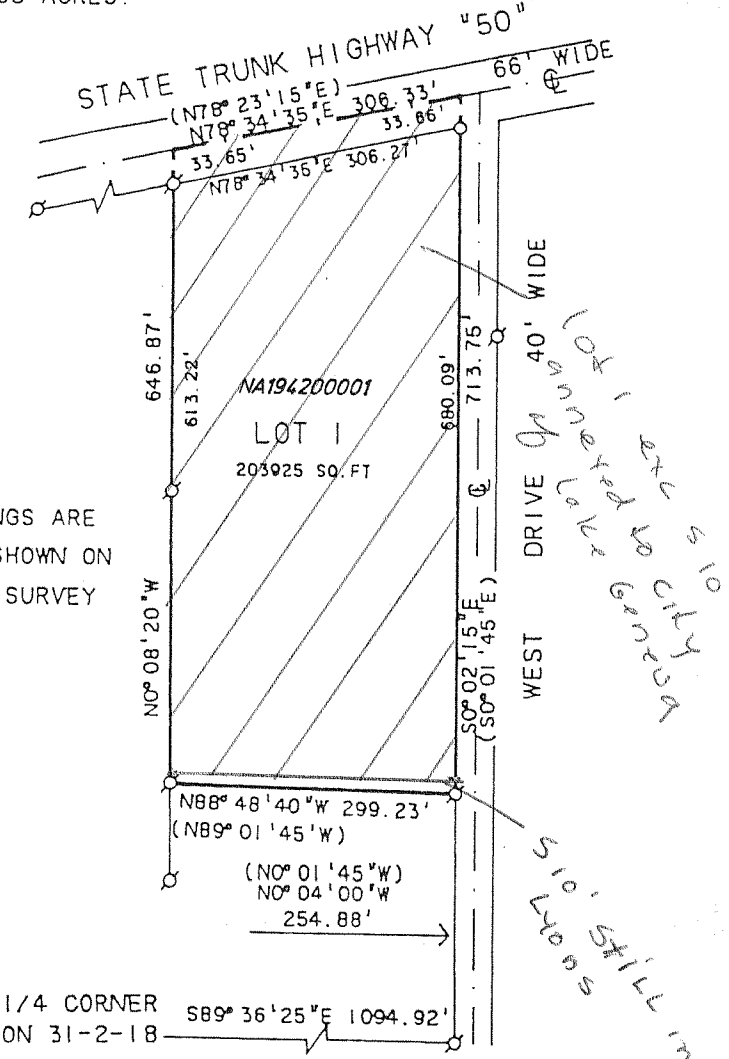 ACRES.
STATE TRUNK HIGHWAY "50"
66' WIDE
(N78° 23'15"E)
N78° 34'35"E 306.33'
33.65'
33.66'
N78° 34'36"E 306.27'
℄
646.87'
613.22'
NA194200001
LOT 1
203925 SQ.FT
680.09'
713.75'
℄
WEST DRIVE 40' WIDE
lot 1 exc S 10
annexed to city
of Lake Geneva
NGS ARE
SHOWN ON
SURVEY
N0° 08'20"W
S0° 02'15"E
(S0° 01'45"E)
N88° 48'40"W 299.23'
(N89° 01'45'W)
(N0° 01'45"W)
N0° 04'00"W
254.88'
S10' Still in
Lyons
1/4 CORNER
ON 31-2-18
S89° 36'25"E 1094.92'